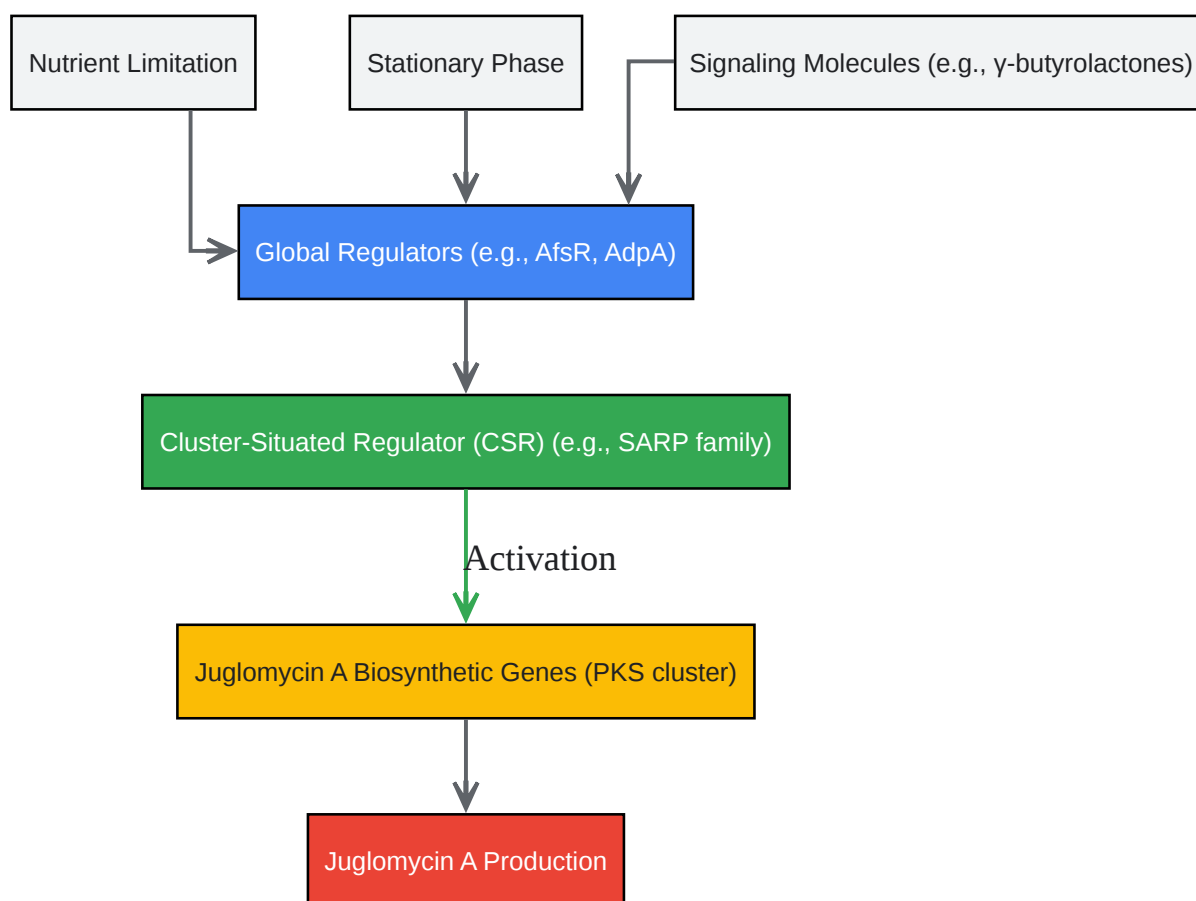 Nutrient Limitation
Stationary Phase
Signaling Molecules (e.g., γ-butyrolactones)
Global Regulators (e.g., AfsR, AdpA)
Cluster-Situated Regulator (CSR) (e.g., SARP family)
Activation
Juglomycin A Biosynthetic Genes (PKS cluster)
Juglomycin A Production